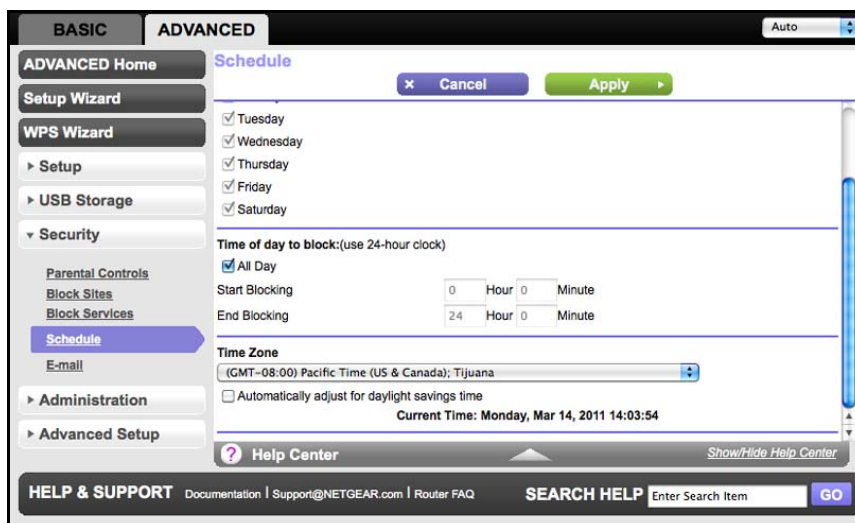 BASIC
ADVANCED
Auto
ADVANCED Home
Setup Wizard
WPS Wizard
Setup
USB Storage
Security
Parental Controls
Block Sites
Block Services
Schedule
E-mail
Administration
Advanced Setup
Schedule
x Cancel
Apply
Tuesday
Wednesday
Thursday
Friday
Saturday
Time of day to block:(use 24-hour clock)
All Day
Start Blocking 0 Hour 0 Minute
End Blocking 24 Hour 0 Minute
Time Zone
(GMT-08:00) Pacific Time (US & Canada); Tijuana
Automatically adjust for daylight savings time
Current Time: Monday, Mar 14, 2011 14:03:54
? Help Center
Show/Hide Help Center
HELP & SUPPORT Documentation | Support@NETGEAR.com | Router FAQ
SEARCH HELP Enter Search Item GO